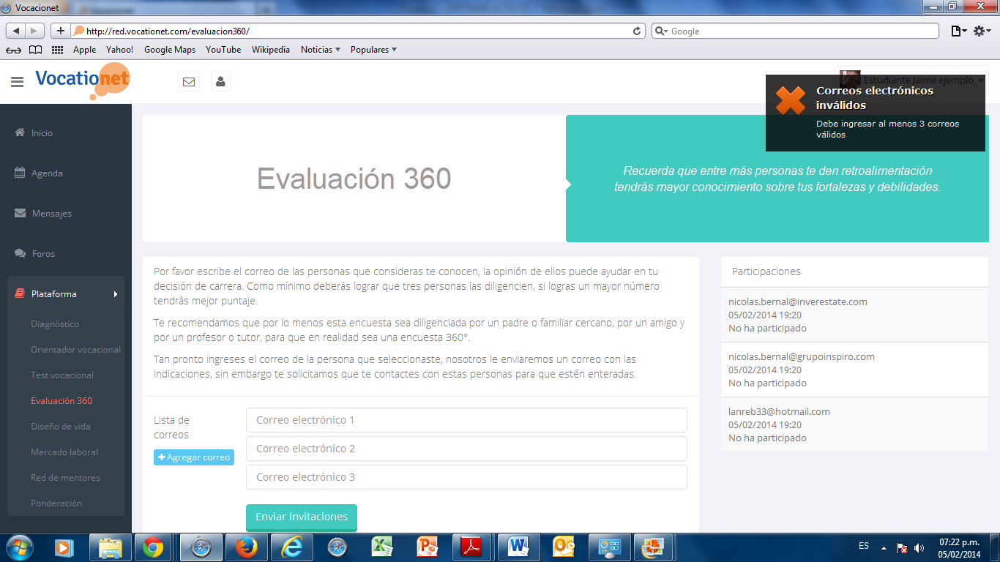 Vocacionet
http://red.vocationet.com/evaluacion360/
Google
Apple Yahoo! Google Maps YouTube Wikipedia Noticias Populares
Vocationet
Estudiante Jaime ejemplo
Correos electrónicos
inválidos
Debe ingresar al menos 3 correos
válidos
Inicio
Agenda
Mensajes
Foros
Plataforma
Diagnóstico
Orientador vocacional
Test vocacional
Evaluación 360
Diseño de vida
Mercado laboral
Red de mentores
Ponderación
Evaluación 360
Recuerda que entre más personas te den retroalimentación
tendrás mayor conocimiento sobre tus fortalezas y debilidades.
Por favor escribe el correo de las personas que consideras te conocen, la opinión de ellos puede ayudar en tu
decisión de carrera. Como mínimo deberás lograr que tres personas las diligencien, si logras un mayor número
tendrás mejor puntaje.
Te recomendamos que por lo menos esta encuesta sea diligenciada por un padre o familiar cercano, por un amigo y
por un profesor o tutor, para que en realidad sea una encuesta 360°.
Tan pronto ingreses el correo de la persona que seleccionaste, nosotros le enviaremos un correo con las
indicaciones, sin embargo te solicitamos que te contactes con estas personas para que estén enteradas.
Lista de
correos
Agregar correo
Correo electrónico 1
Correo electrónico 2
Correo electrónico 3
Enviar invitaciones
Participaciones
nicolas.bernal@inverestate.com
05/02/2014 19:20
No ha participado
nicolas.bernal@grupoinspiro.com
05/02/2014 19:20
No ha participado
lanreb33@hotmail.com
05/02/2014 19:20
No ha participado
ES
07:22 p.m.
05/02/2014